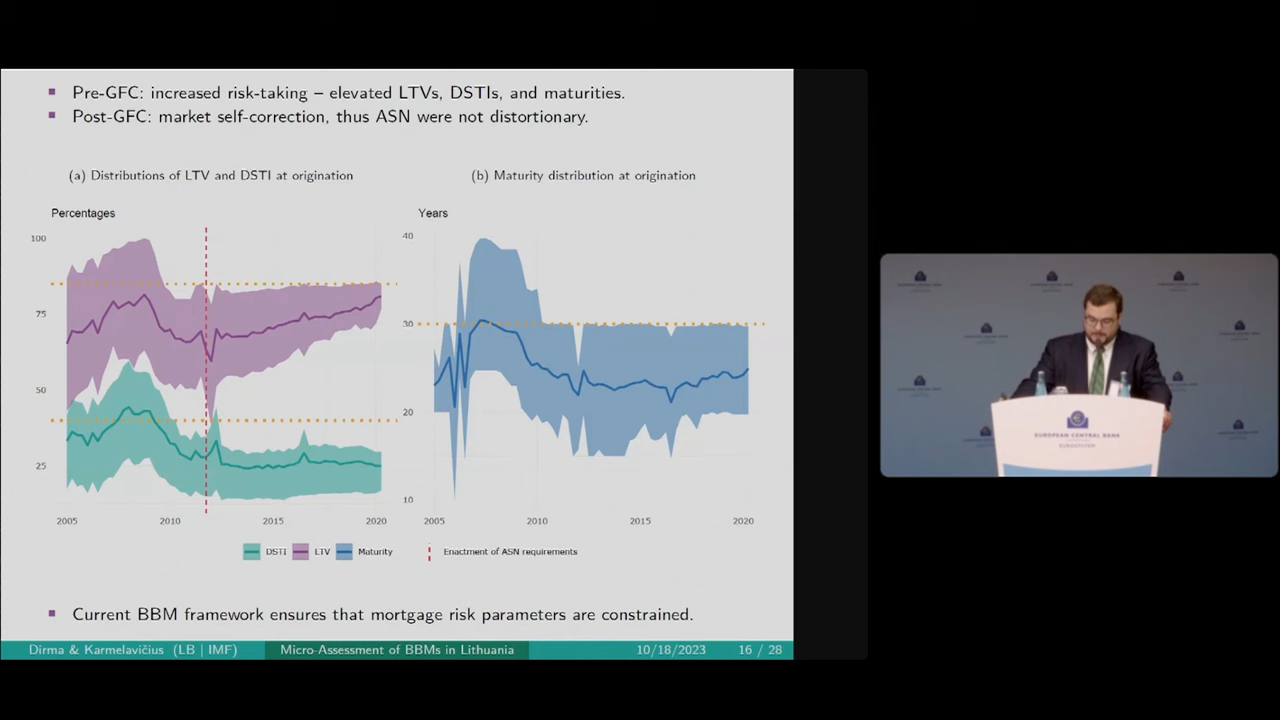 Pre-GFC: increased risk-taking – elevated LTVs, DSTIs, and maturities.
Post-GFC: market self-correction, thus ASN were not distortionary.
(a) Distributions of LTV and DSTI at origination
Percentages
100
75
50
25
2005
2010
2015
2020
(b) Maturity distribution at origination
Years
40
30
20
10
2005
2010
2015
2020
DSTI
LTV
Maturity
Enactment of ASN requirements
Current BBM framework ensures that mortgage risk parameters are constrained.
Dirma & Karmelavičius (LB | IMF)
Micro-Assessment of BBMs in Lithuania
10/18/2023
16 / 28
EUROPEAN CENTRAL BANK
EUROSYSTEM